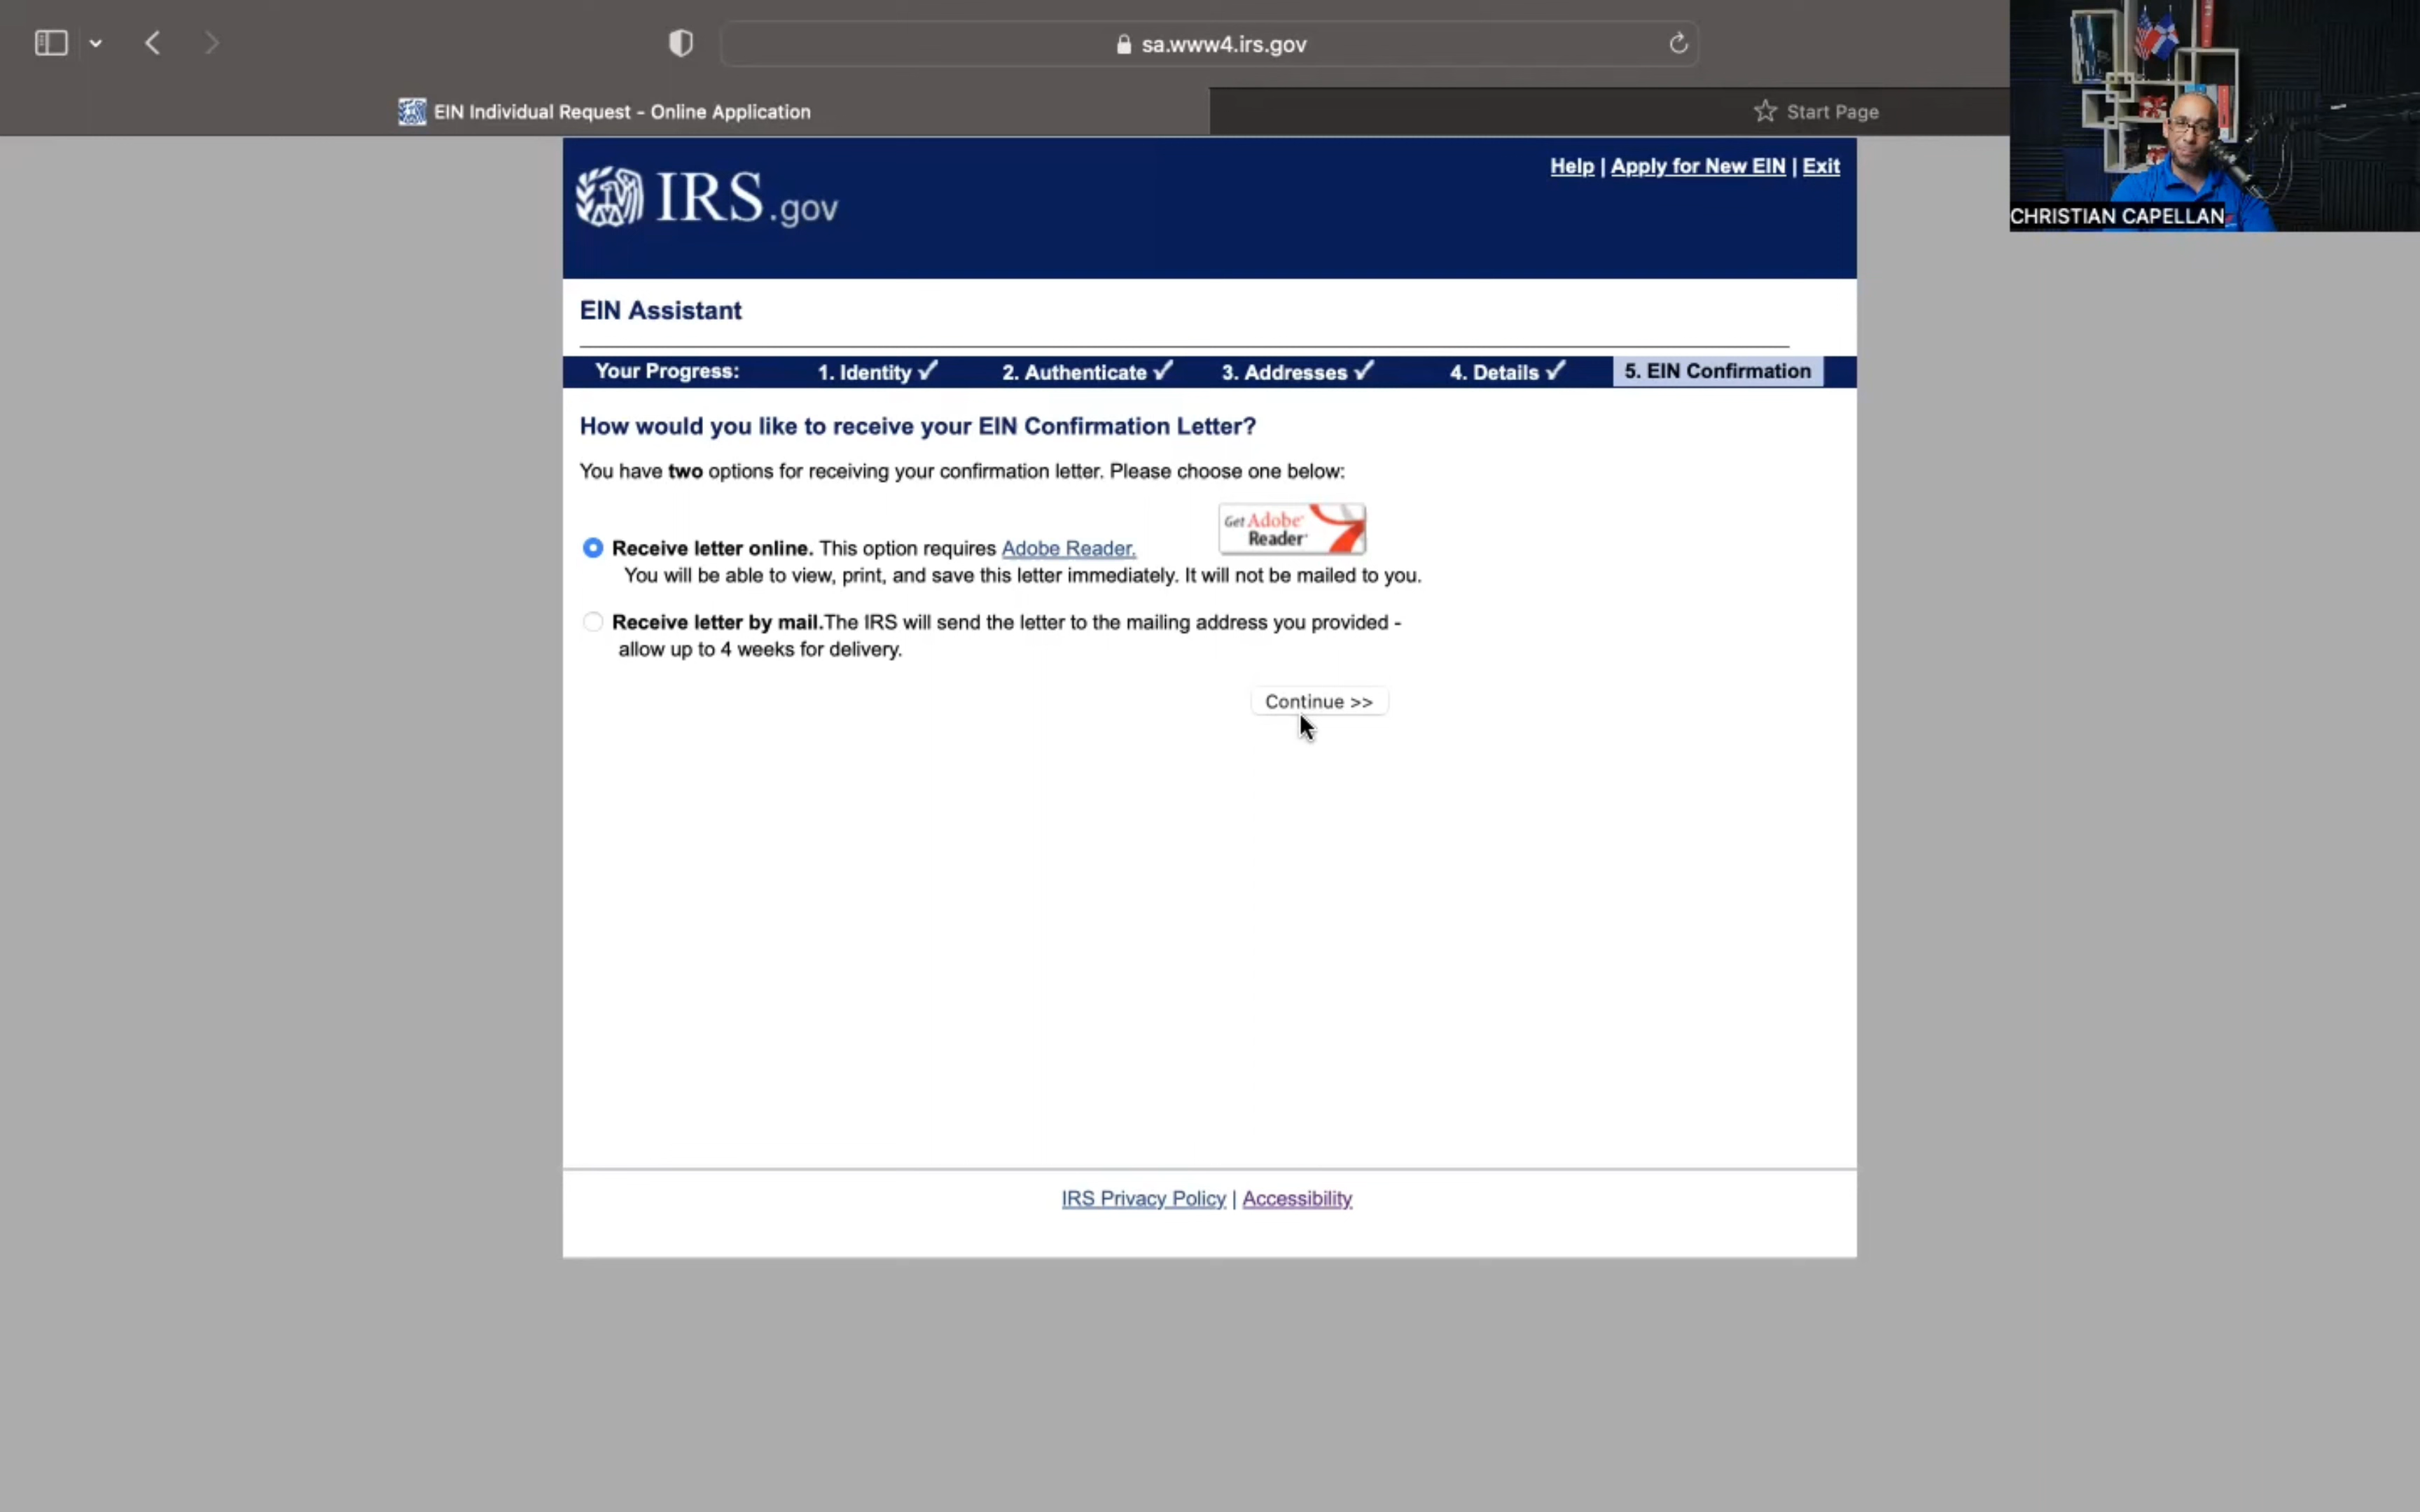 sa.www4.irs.gov
EIN Individual Request - Online Application
Start Page
CHRISTIAN CAPELLAN
IRS.gov
Help | Apply for New EIN | Exit
EIN Assistant
Your Progress: 1. Identity ✓ 2. Authenticate ✓ 3. Addresses ✓ 4. Details ✓ 5. EIN Confirmation
How would you like to receive your EIN Confirmation Letter?
You have two options for receiving your confirmation letter. Please choose one below:
Get Adobe
Reader
Receive letter online. This option requires Adobe Reader.
You will be able to view, print, and save this letter immediately. It will not be mailed to you.
Receive letter by mail.The IRS will send the letter to the mailing address you provided -
allow up to 4 weeks for delivery.
Continue >>
IRS Privacy Policy | Accessibility